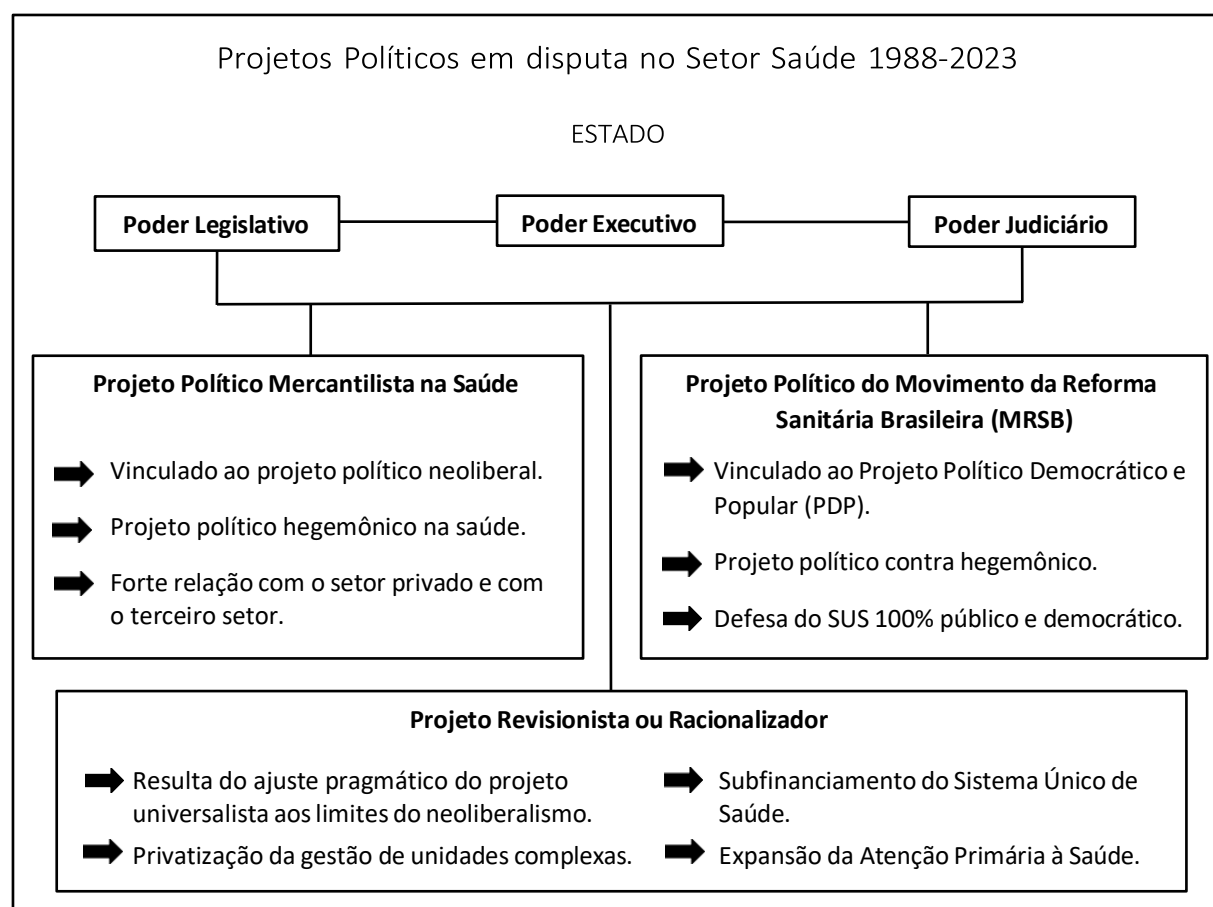 Projetos Políticos em disputa no Setor Saúde 1988-2023
ESTADO
Poder Legislativo
Poder Executivo
Poder Judiciário
Projeto Político Mercantilista na Saúde
Vinculado ao projeto político neoliberal.
Projeto político hegemônico na saúde.
Forte relação com o setor privado e com
o terceiro setor.
Projeto Político do Movimento da Reforma
Sanitária Brasileira (MRSB)
Vinculado ao Projeto Político Democrático e
Popular (PDP).
Projeto político contra hegemônico.
Defesa do SUS 100% público e democrático.
Projeto Revisionista ou Racionalizador
Resulta do ajuste pragmático do projeto
universalista aos limites do neoliberalismo.
Privatização da gestão de unidades complexas.
Subfinanciamento do Sistema Único de
Saúde.
Expansão da Atenção Primária à Saúde.